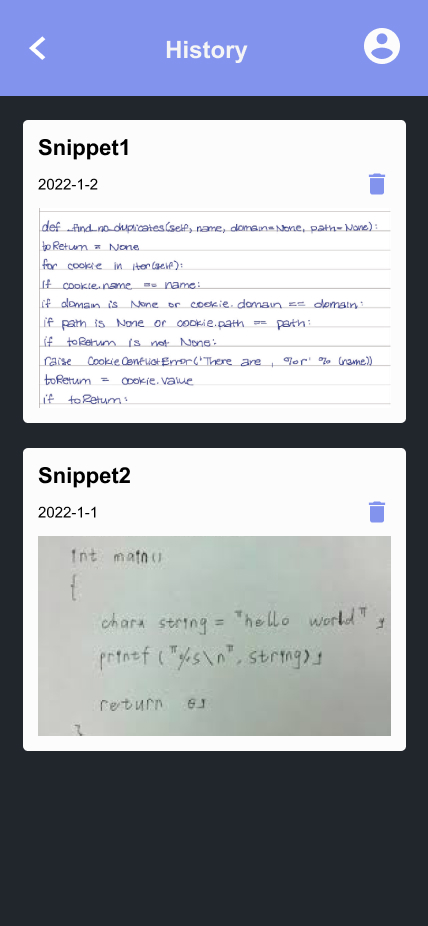 History
Snippet1
2022-1-2
def _find_no_duplicates(self, name, domain=None, path=None):
toReturn = None
for cookie in iter(self):
if cookie.name == name:
if domain is None or cookie.domain == domain:
if path is None or cookie.path == path:
if toReturn is not None:
raise CookieConflictError('There are , %r' % (name))
toReturn = cookie.value
if toReturn:
Snippet2
2022-1-1
int main()
{
char* string = "hello world";
printf("%s\n", string);
return 0;
}